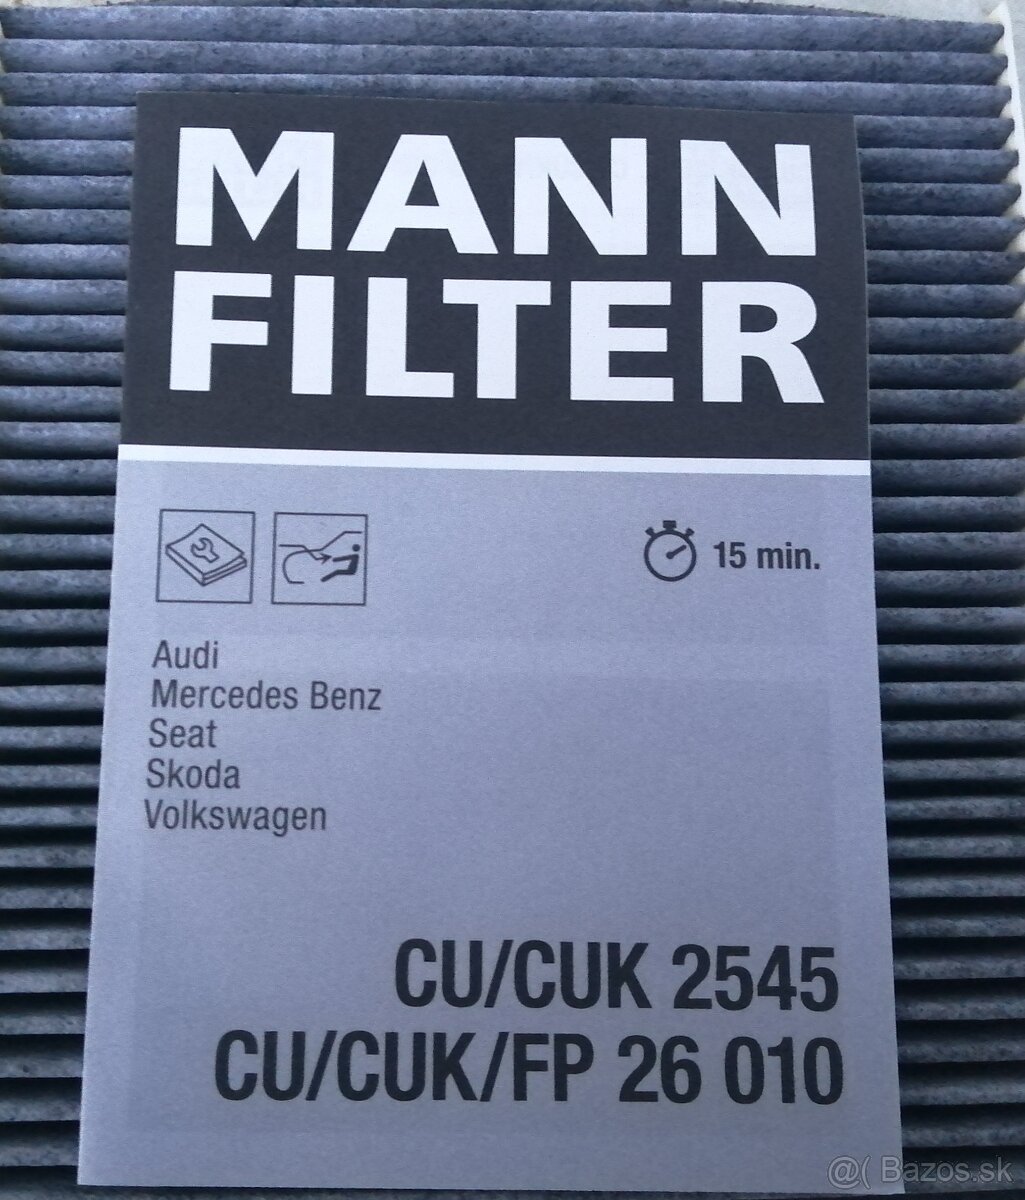 MANN
FILTER
15 min.
Audi
Mercedes Benz
Seat
Skoda
Volkswagen
CU/CUK 2545
CU/CUK/FP 26 010
@( Bazos.sk